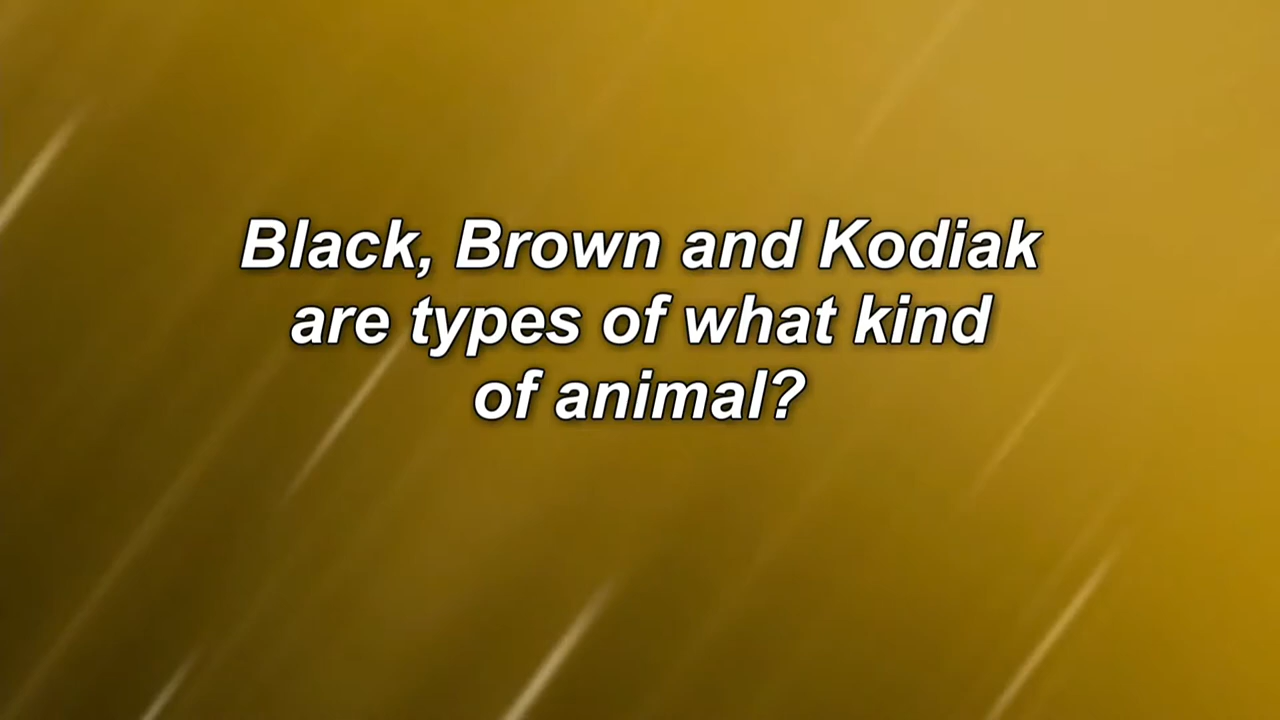 Black, Brown and Kodiak
are types of what kind
of animal?